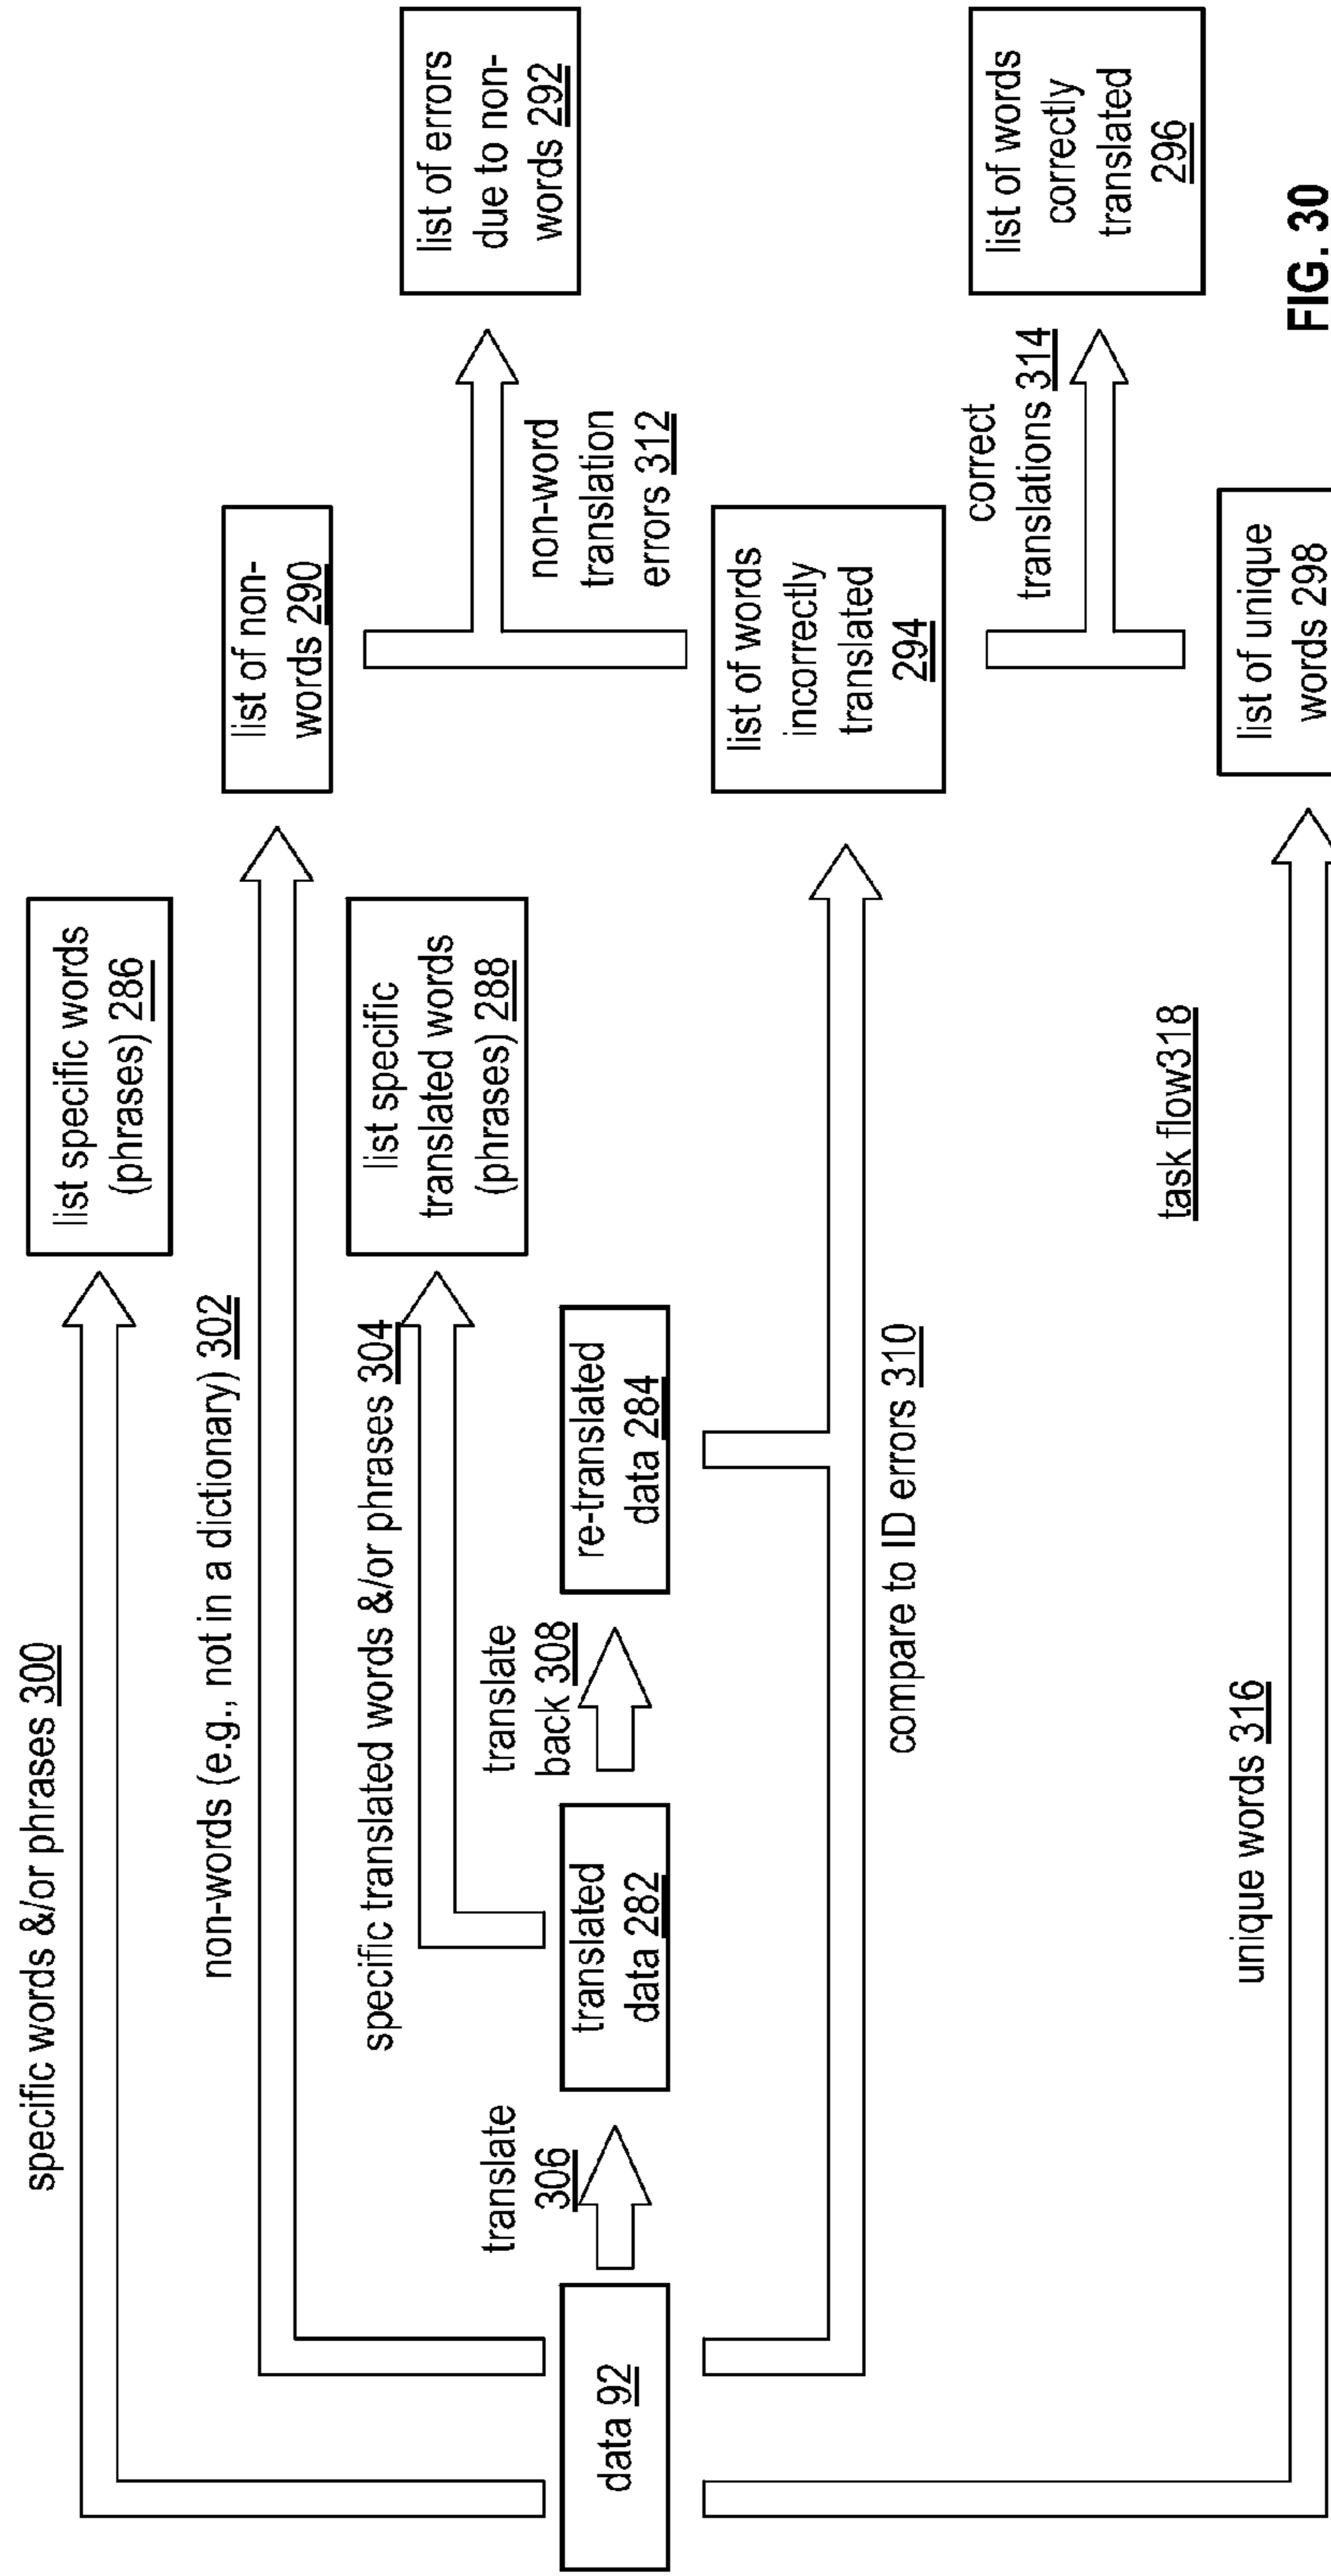 specific words &/or phrases 300
list specific words
(phrases) 286
non-words (e.g., not in a dictionary) 302
list of non-
words 290
list of errors
due to non-
words 292
specific translated words &/or phrases 304
list specific
translated words
(phrases) 288
non-word
translation
errors 312
translate
306
translate
back 308
data 92
translated
data 282
re-translated
data 284
list of words
incorrectly
translated
294
compare to ID errors 310
correct
translations 314
list of words
correctly
translated
296
task flow318
unique words 316
list of unique
words 298
FIG. 30